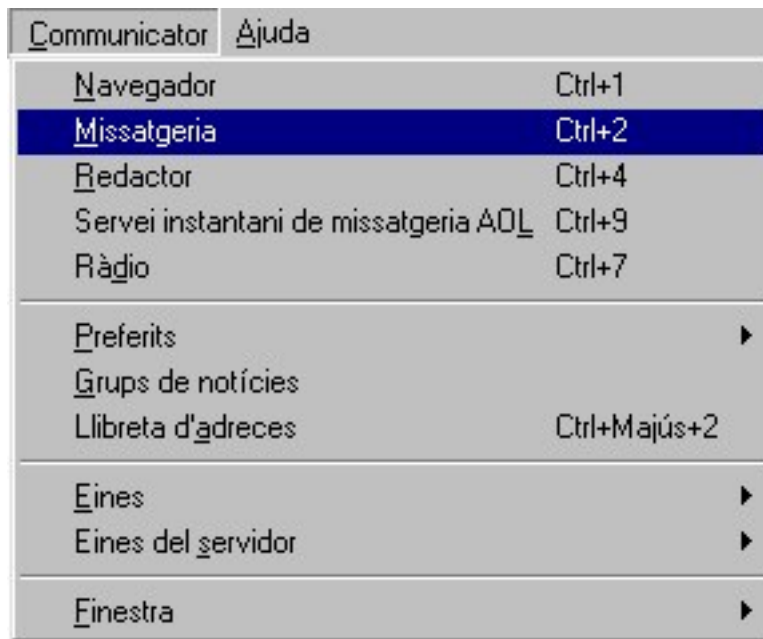 Communicator Ajuda
Navegador Ctrl+1
Missatgeria Ctrl+2
Redactor Ctrl+4
Servei instantani de missatgeria AOL Ctrl+9
Ràdio Ctrl+7
Preferits
Grups de notícies
Llibreta d'adreces Ctrl+Majús+2
Eines
Eines del servidor
Finestra